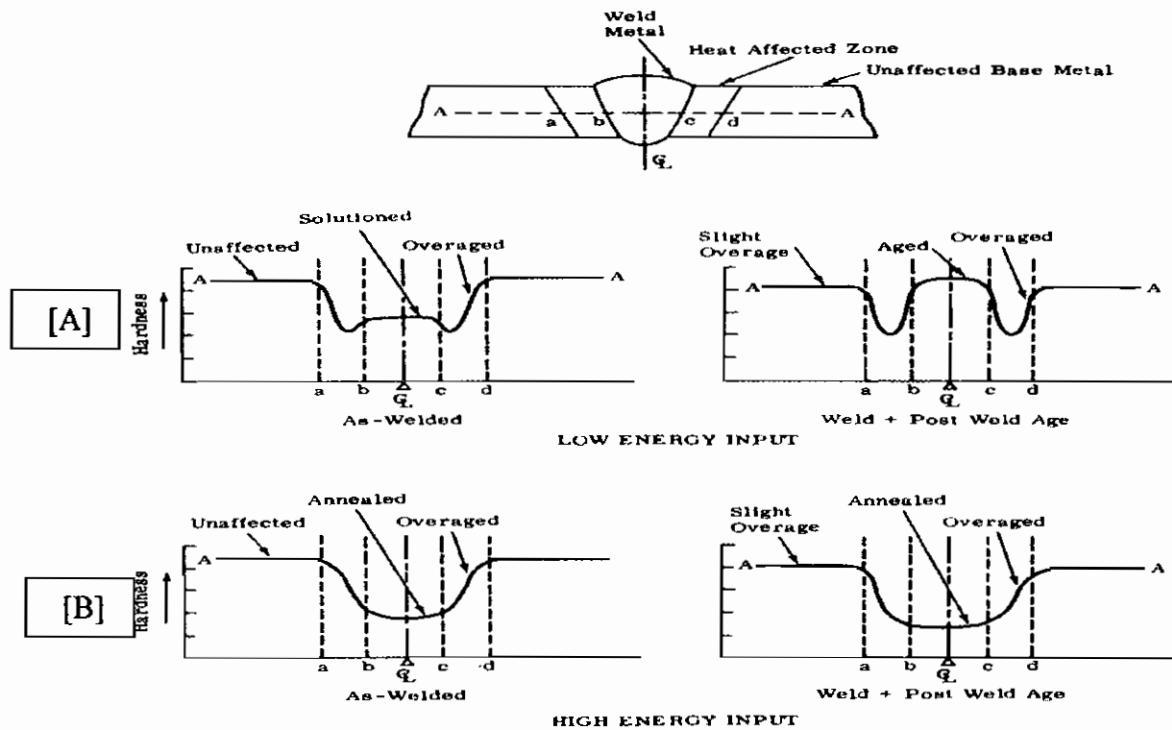 Weld
Metal
Heat Affected Zone
Unaffected Base Metal
A
a
b
c
d
A
℄
[A]
Hardness
Unaffected
Solutioned
Overaged
A
A
a
b
℄
c
d
As-Welded
Slight
Overage
Aged
Overaged
A
A
a
b
℄
c
d
Weld + Post Weld Age
LOW ENERGY INPUT
[B]
Hardness
Unaffected
Annealed
Overaged
A
a
b
℄
c
d
As-Welded
Slight
Overage
Annealed
Overaged
A
A
a
b
℄
c
d
Weld + Post Weld Age
HIGH ENERGY INPUT